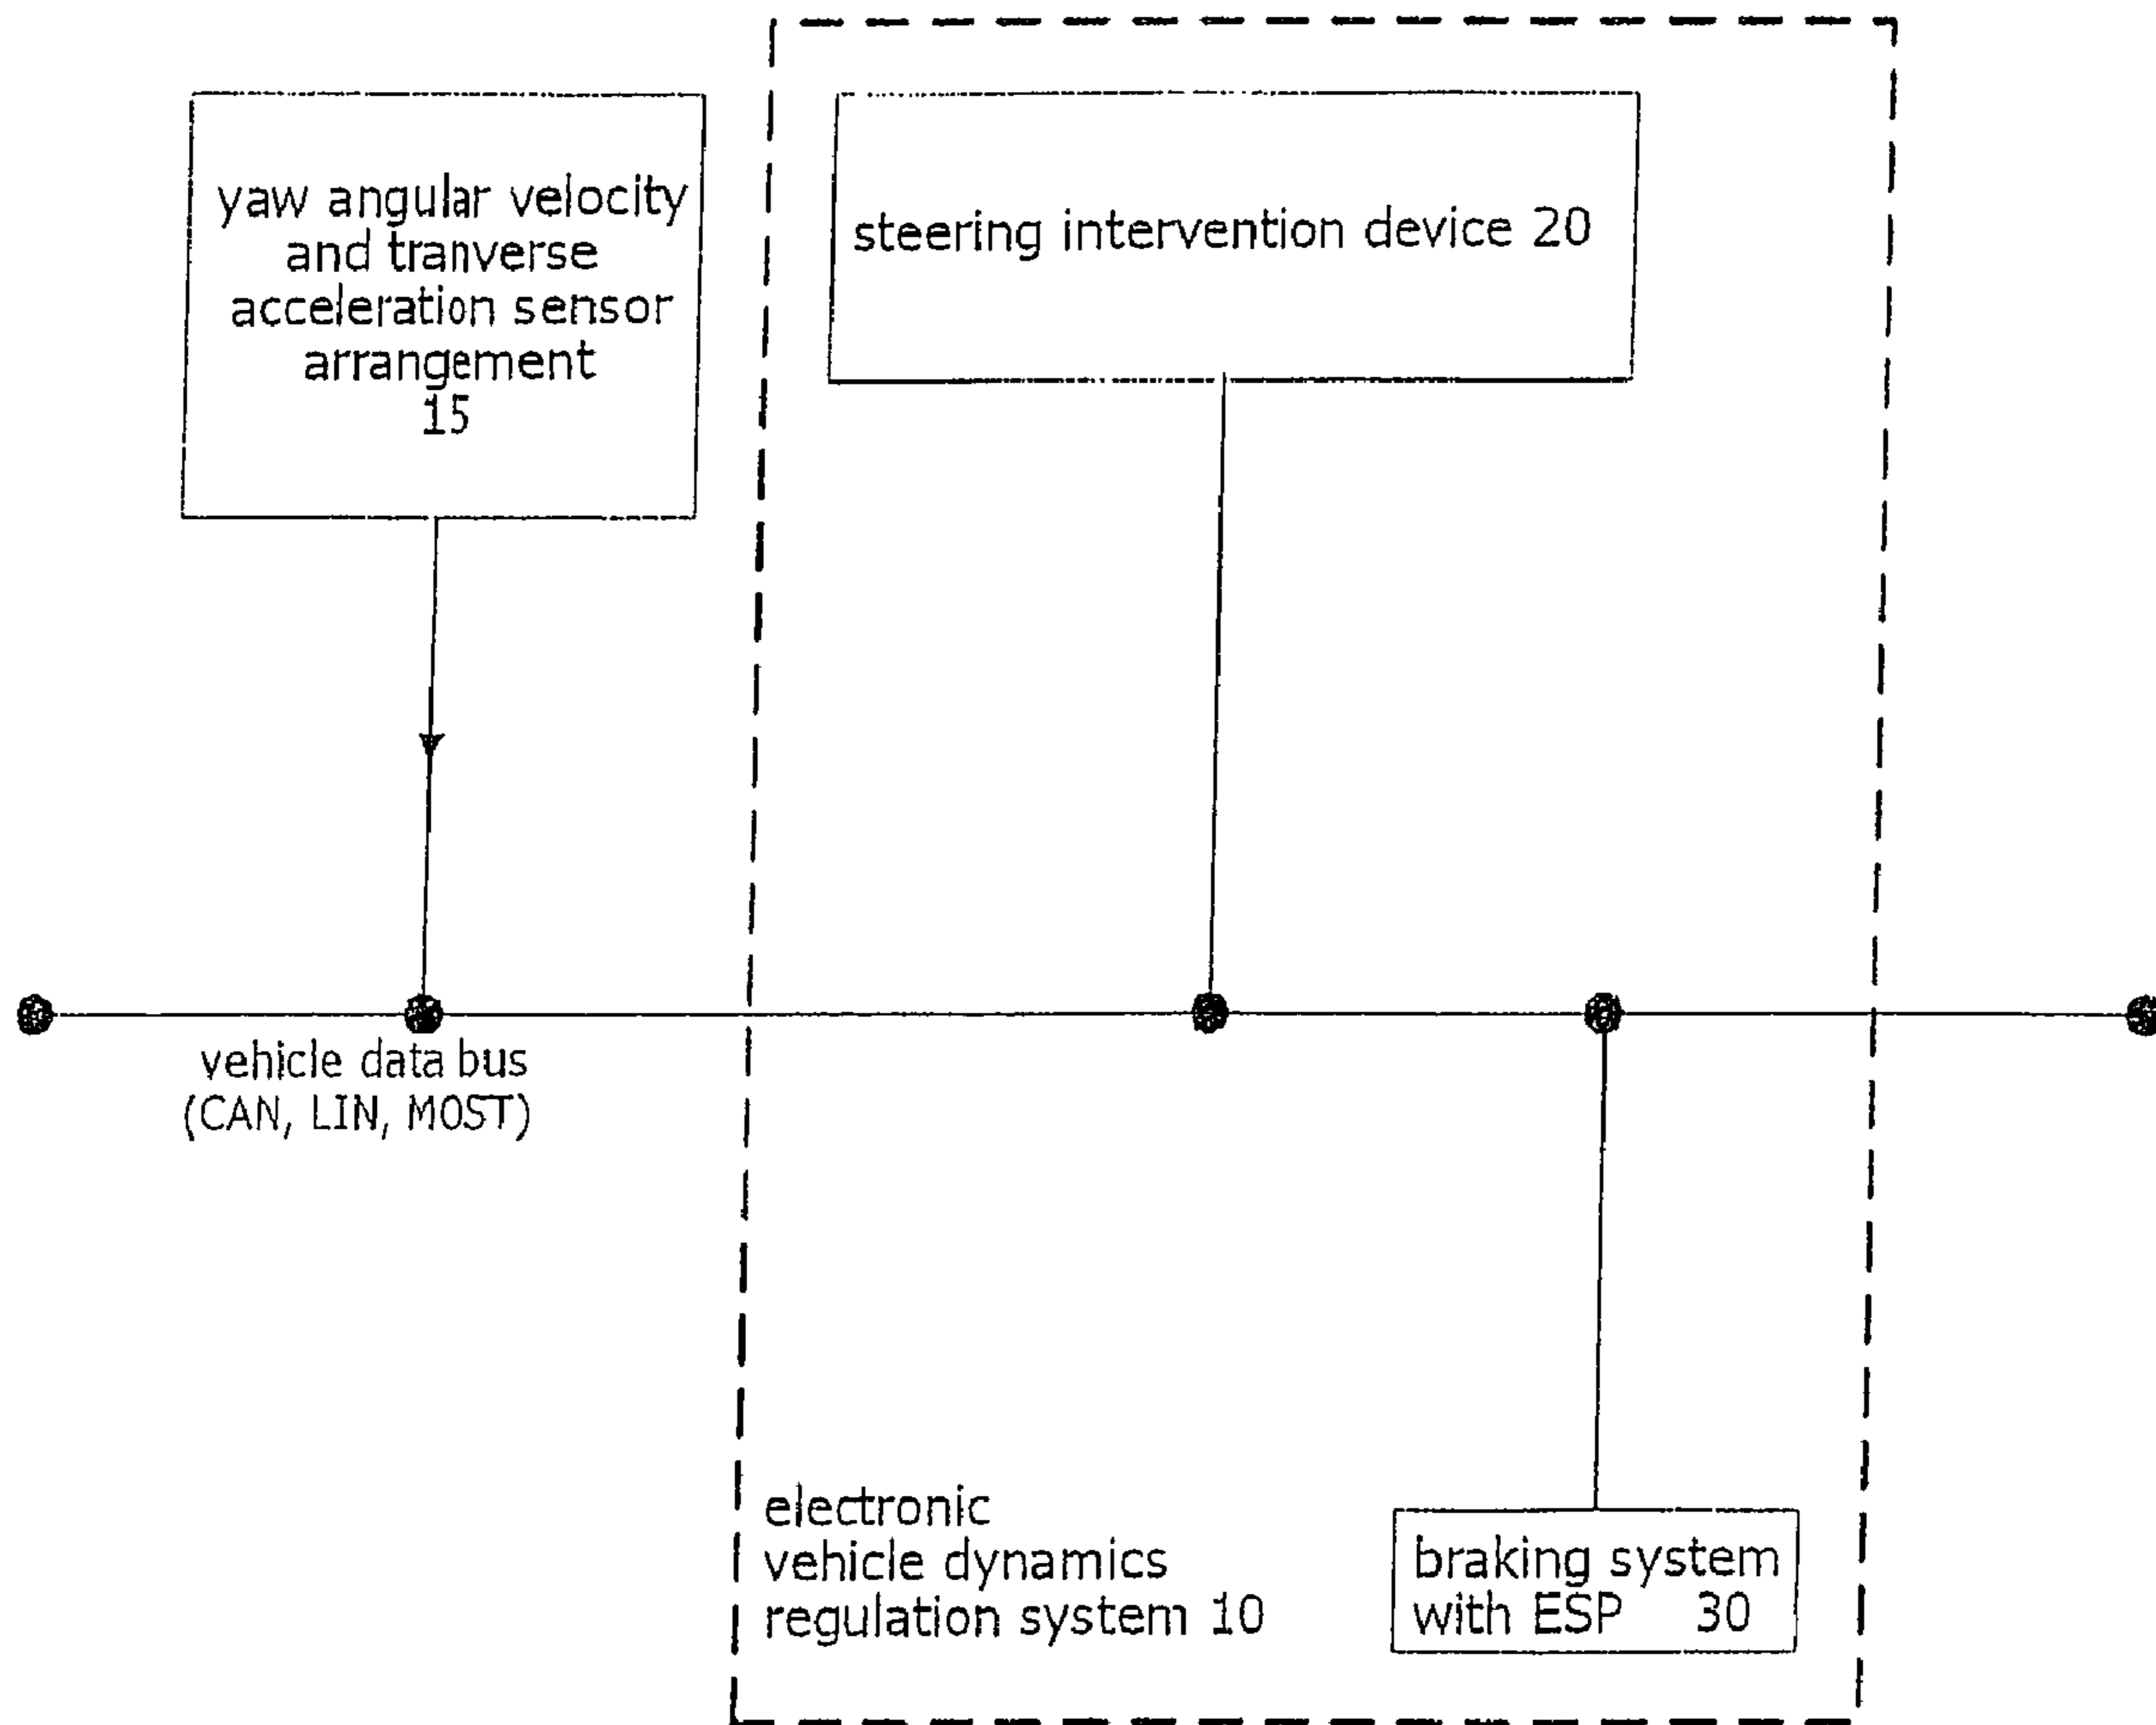 yaw angular velocity
and tranverse
acceleration sensor
arrangement
15
steering intervention device 20
vehicle data bus
(CAN, LIN, MOST)
electronic
vehicle dynamics
regulation system 10
braking system
with ESP 30